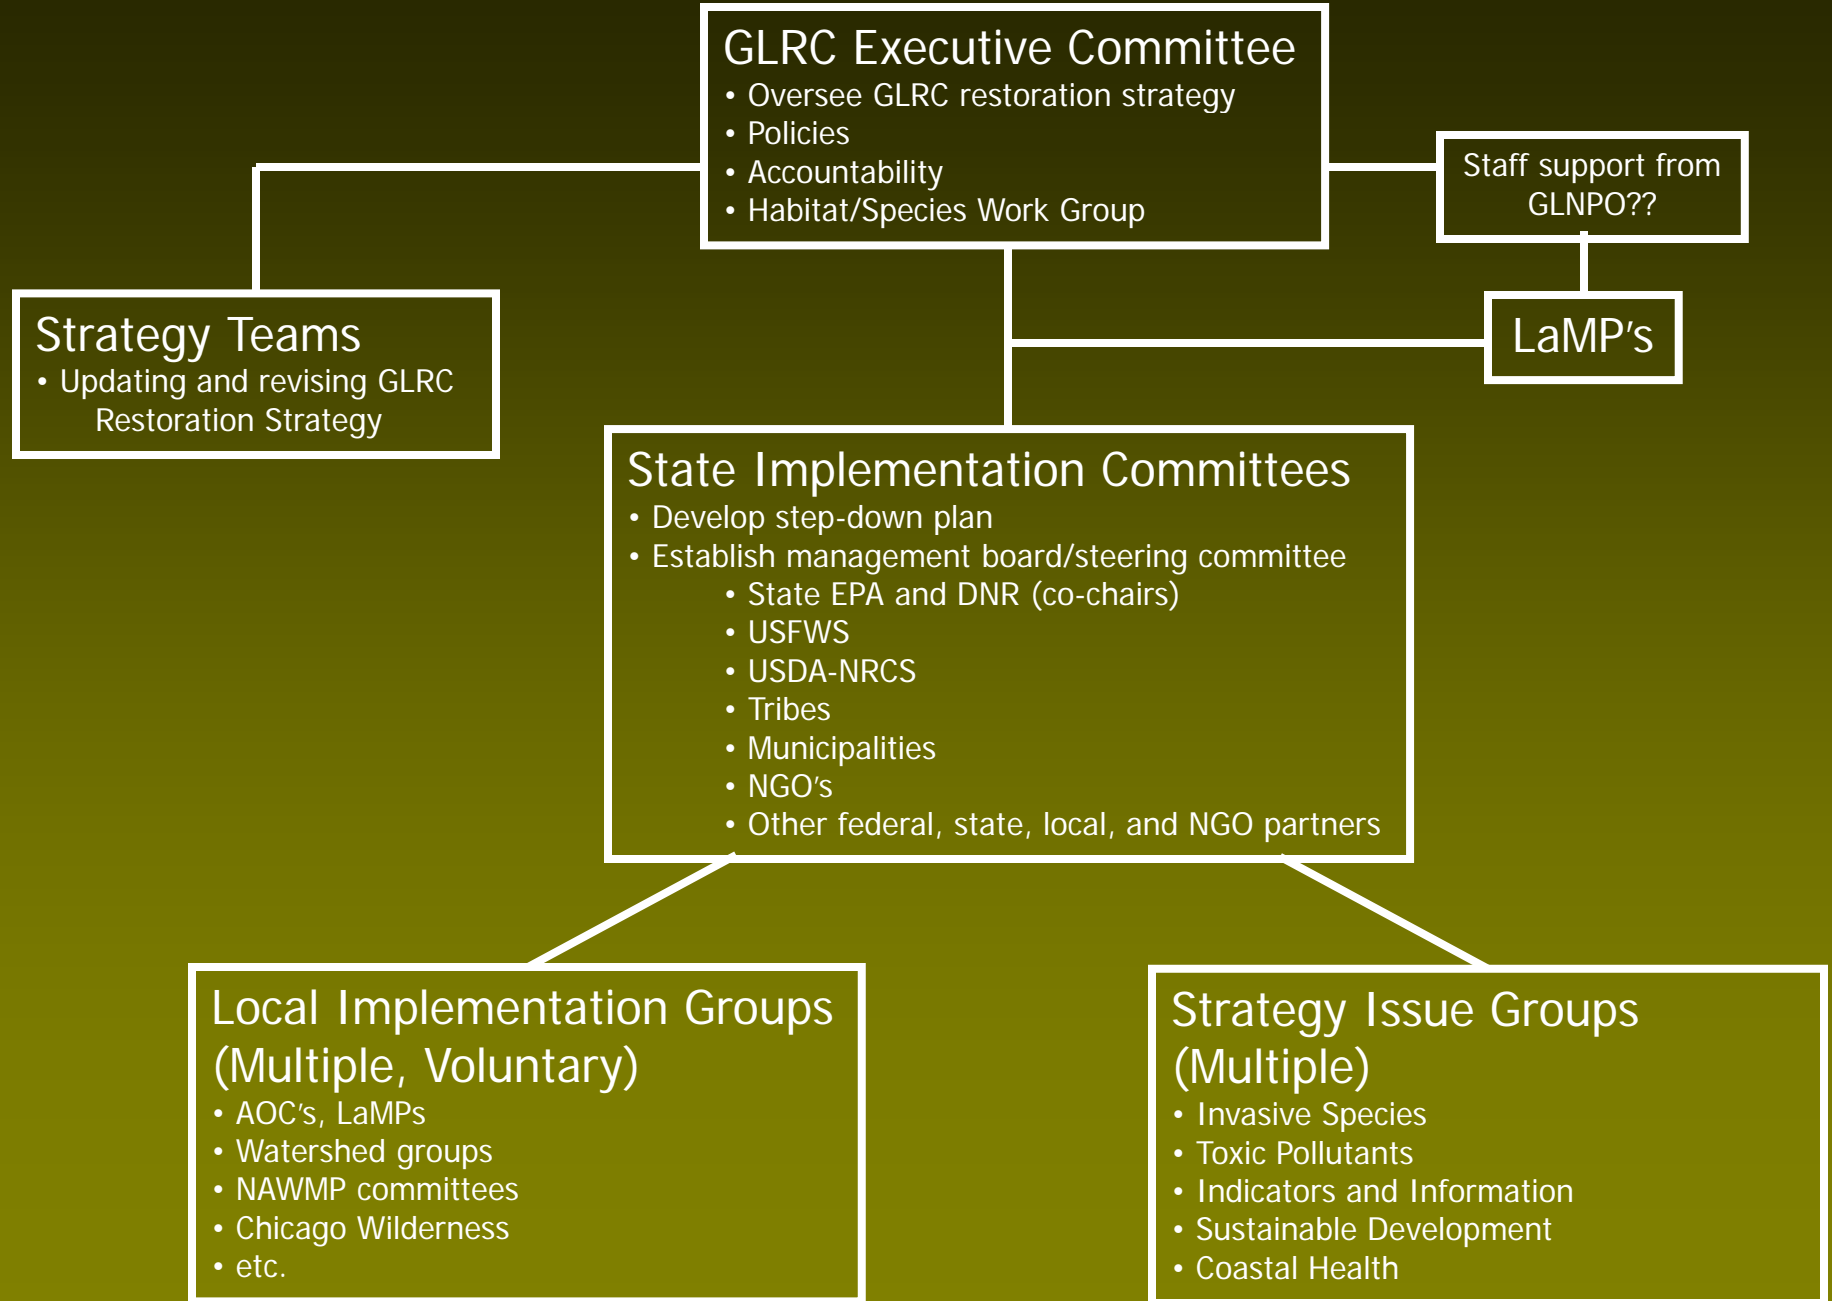 GLRC Executive Committee
• Oversee GLRC restoration strategy
• Policies
• Accountability
• Habitat/Species Work Group
Staff support from
GLNPO??
LaMP's
Strategy Teams
• Updating and revising GLRC
Restoration Strategy
State Implementation Committees
• Develop step-down plan
• Establish management board/steering committee
• State EPA and DNR (co-chairs)
• USFWS
• USDA-NRCS
• Tribes
• Municipalities
• NGO's
• Other federal, state, local, and NGO partners
Local Implementation Groups
(Multiple, Voluntary)
• AOC's, LaMPs
• Watershed groups
• NAWMP committees
• Chicago Wilderness
• etc.
Strategy Issue Groups
(Multiple)
• Invasive Species
• Toxic Pollutants
• Indicators and Information
• Sustainable Development
• Coastal Health